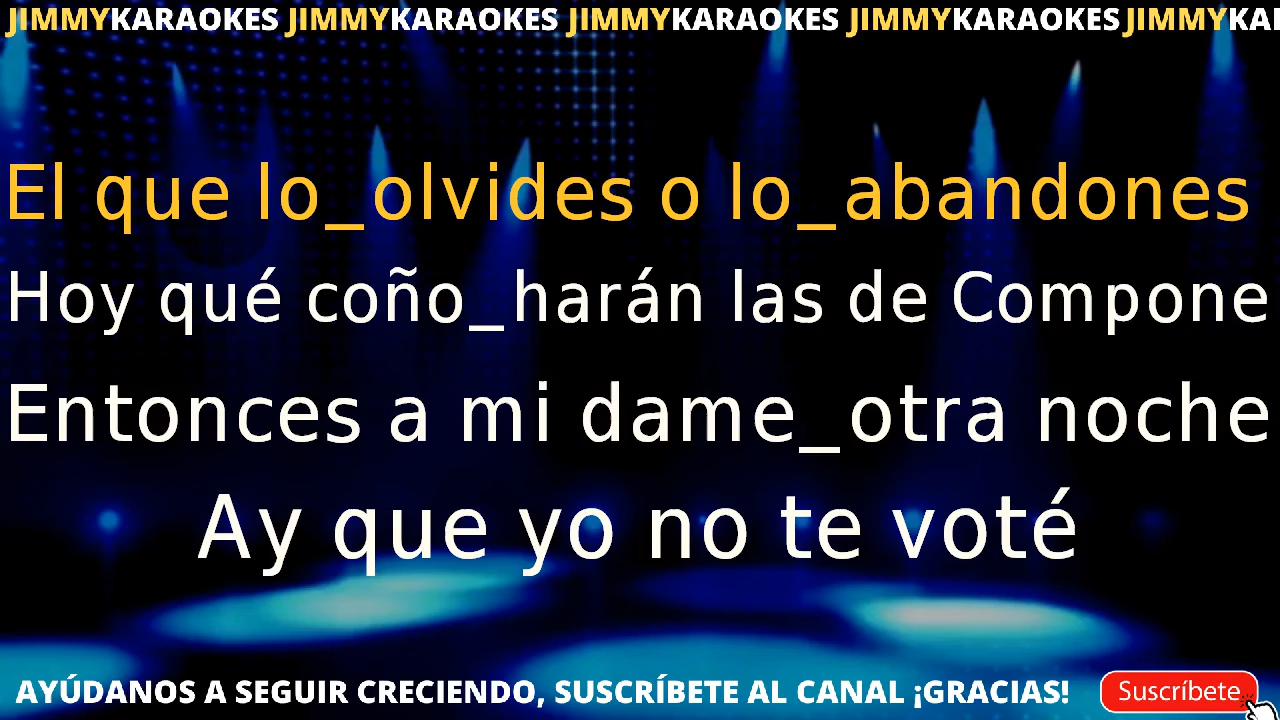 JIMMYKARAOKES JIMMYKARAOKES JIMMYKARAOKES JIMMYKARAOKES JIMMYKA
El que lo_olvides o lo_abandones
Hoy qué coño_harán las de Compone
Entonces a mi dame_otra noche
Ay que yo no te voté
AYÚDANOS A SEGUIR CRECIENDO, SUSCRÍBETE AL CANAL ¡GRACIAS!
Suscríbete